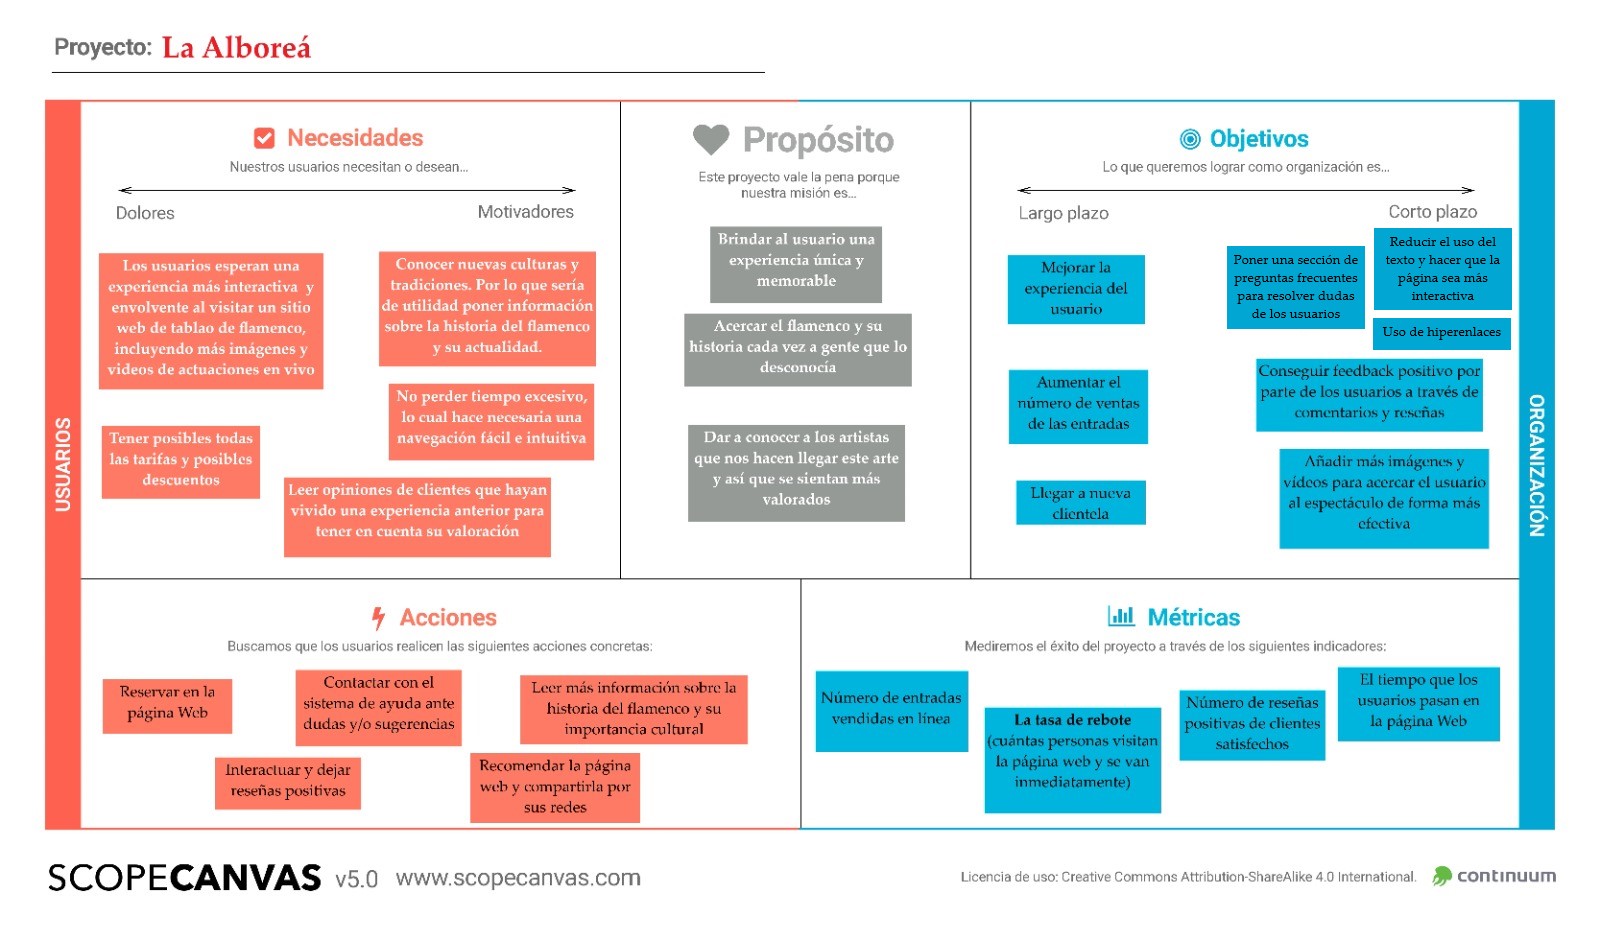 Proyecto: La Alboreá
USUARIOS
Necesidades
Nuestros usuarios necesitan o desean...
Dolores
Motivadores
Los usuarios esperan una
experiencia más interactiva y
envolvente al visitar un sitio
web de tablao de flamenco,
incluyendo más imágenes y
videos de actuaciones en vivo
Conocer nuevas culturas y
tradiciones. Por lo que sería
de utilidad poner información
sobre la historia del flamenco
y su actualidad.
No perder tiempo excesivo,
lo cual hace necesaria una
navegación fácil e intuitiva
Tener posibles todas
las tarifas y posibles
descuentos
Leer opiniones de clientes que hayan
vivido una experiencia anterior para
tener en cuenta su valoración
Propósito
Este proyecto vale la pena porque
nuestra misión es...
Brindar al usuario una
experiencia única y
memorable
Acercar el flamenco y su
historia cada vez a gente que lo
desconocía
Dar a conocer a los artistas
que nos hacen llegar este arte
y así que se sientan más
valorados
Objetivos
Lo que queremos lograr como organización es...
Largo plazo
Corto plazo
Mejorar la
experiencia del
usuario
Poner una sección de
preguntas frecuentes
para resolver dudas
de los usuarios
Reducir el uso del
texto y hacer que la
página sea más
interactiva
Uso de hiperenlaces
Aumentar el
número de ventas
de las entradas
Conseguir feedback positivo por
parte de los usuarios a través de
comentarios y reseñas
Llegar a nueva
clientela
Añadir más imágenes y
vídeos para acercar el usuario
al espectáculo de forma más
efectiva
ORGANIZACIÓN
Acciones
Buscamos que los usuarios realicen las siguientes acciones concretas:
Reservar en la
página Web
Contactar con el
sistema de ayuda ante
dudas y/o sugerencias
Leer más información sobre la
historia del flamenco y su
importancia cultural
Interactuar y dejar
reseñas positivas
Recomendar la página
web y compartirla por
sus redes
Métricas
Mediremos el éxito del proyecto a través de los siguientes indicadores:
Número de entradas
vendidas en línea
La tasa de rebote
(cuántas personas visitan
la página web y se van
inmediatamente)
Número de reseñas
positivas de clientes
satisfechos
El tiempo que los
usuarios pasan en
la página Web
SCOPECANVAS v5.0 www.scopecanvas.com
Licencia de uso: Creative Commons Attribution-ShareAlike 4.0 International.
continuum